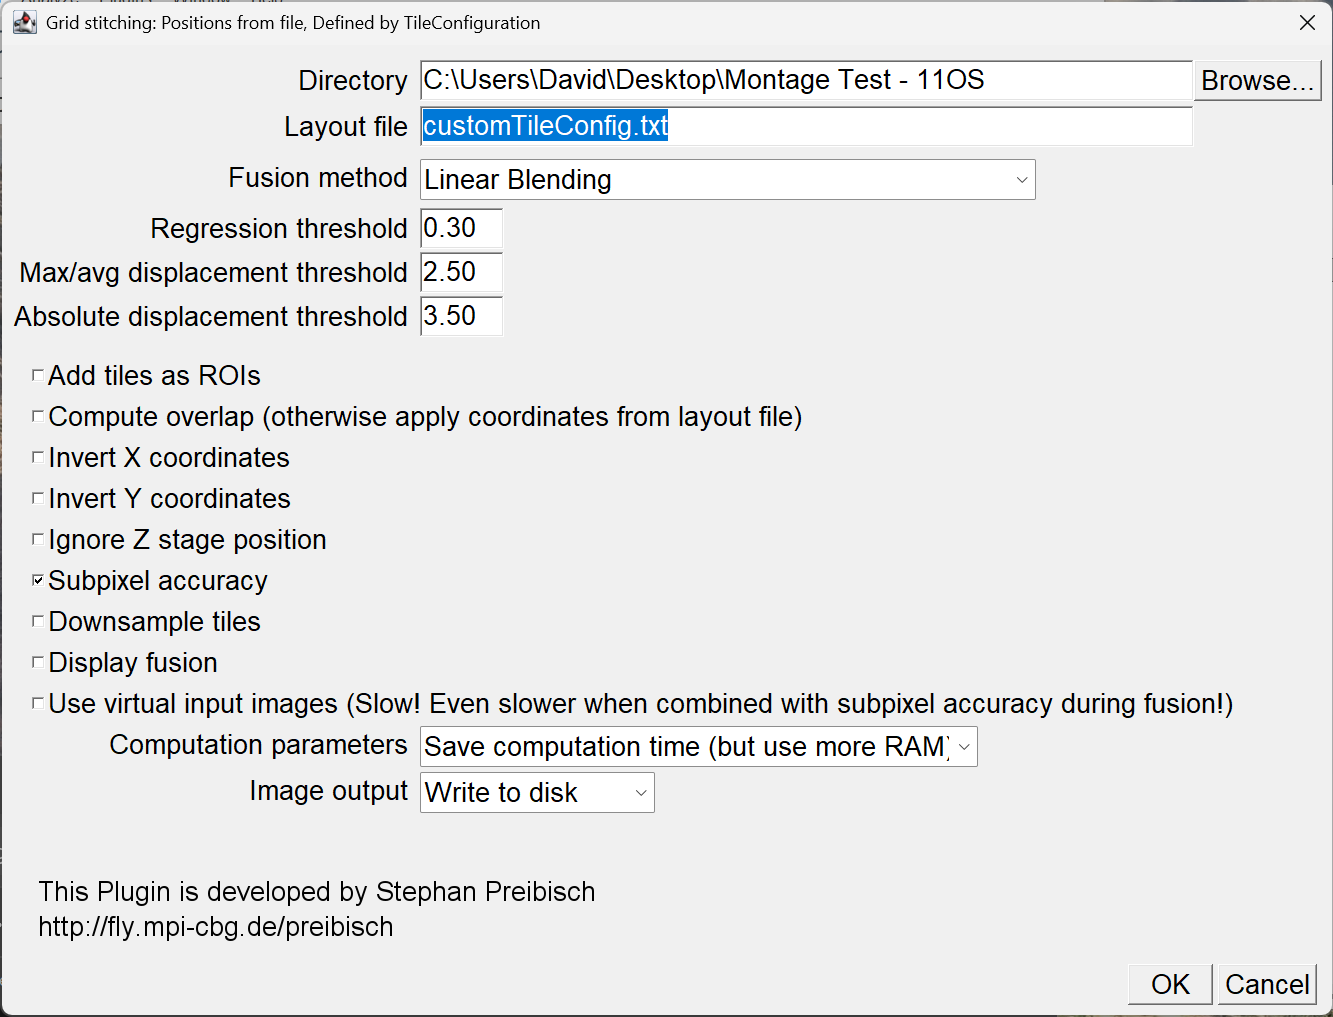 Grid stitching: Positions from file, Defined by TileConfiguration
Directory C:\Users\David\Desktop\Montage Test - 11OS Browse...
Layout file customTileConfig.txt
Fusion method Linear Blending
Regression threshold 0.30
Max/avg displacement threshold 2.50
Absolute displacement threshold 3.50
Add tiles as ROIs
Compute overlap (otherwise apply coordinates from layout file)
Invert X coordinates
Invert Y coordinates
Ignore Z stage position
Subpixel accuracy
Downsample tiles
Display fusion
Use virtual input images (Slow! Even slower when combined with subpixel accuracy during fusion!)
Computation parameters Save computation time (but use more RAM)
Image output Write to disk
This Plugin is developed by Stephan Preibisch
http://fly.mpi-cbg.de/preibisch
OK Cancel